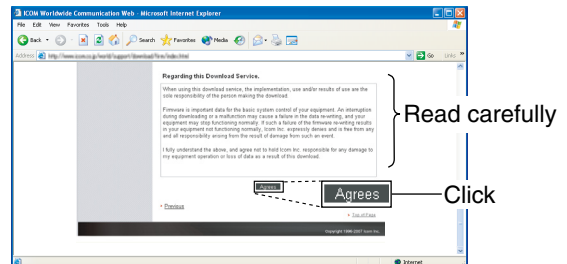 ICOM Worldwide Communication Web - Microsoft Internet Explorer
File Edit View Favorites Tools Help
Back Search Favorites Media
Address Go Links »
Regarding this Download Service.
When using this download service, the implementation, use and/or results of use are the
sole responsibility of the person making the download.
Firmware is important data for the basic system control of your equipment. An interruption
during downloading or a malfunction may cause a failure in the data re-writing, and your
equipment may stop functioning normally. If such a failure of the firmware re-writing results
in your equipment not functioning normally, Icom Inc. expressly denies and is free from any
and all responsibility arising from the result of damage from such an event.
I fully understand the above, and agree not to hold Icom Inc. responsible for any damage to
my equipment operation or loss of data as a result of this download.
Read carefully
Agrees
Agrees
Click
Previous
Top of Page
Copyright 1998-2007 Icom Inc.
Internet